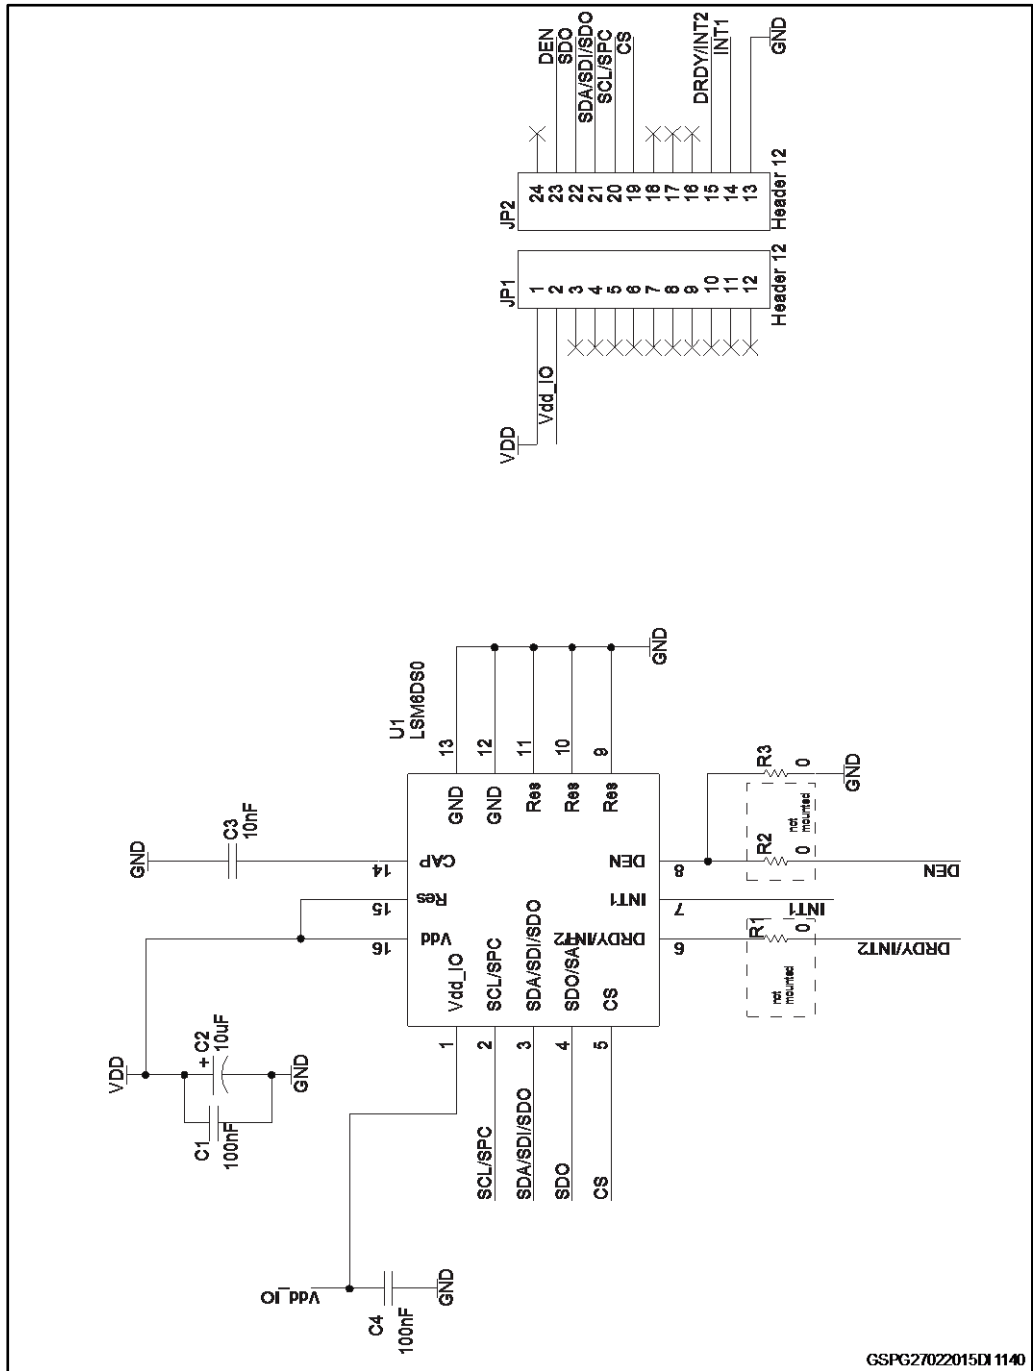 DEN
SDO
SDA/SDI/SDO
SCL/SPC
CS
DRDY/INT2
INT1
GND
JP2
24
23
22
21
20
19
18
17
16
15
14
13
Header 12
JP1
1
2
3
4
5
6
7
8
9
10
11
12
Header 12
VDD
Vdd_IO
U1
LSM6DS0
GND
13
12
11
10
9
GND
GND
Res
Res
Res
GND
C3
10nF
14
15
16
CAP
Res
Vdd
Vdd_IO
SCL/SPC
SDA/SDI/SDO
SDO/SA
CS
DEN
INT1
DRDY/INT2
8
7
6
R3
0
GND
R2
0
not
mounted
DEN
INT1
R1
0
not
mounted
DRDY/INT2
VDD
+ C2
10uF
GND
C1
100nF
1
2
3
4
5
SCL/SPC
SDA/SDI/SDO
SDO
CS
Vdd_IO
C4
100nF
GND
GSPG27022015DI1140